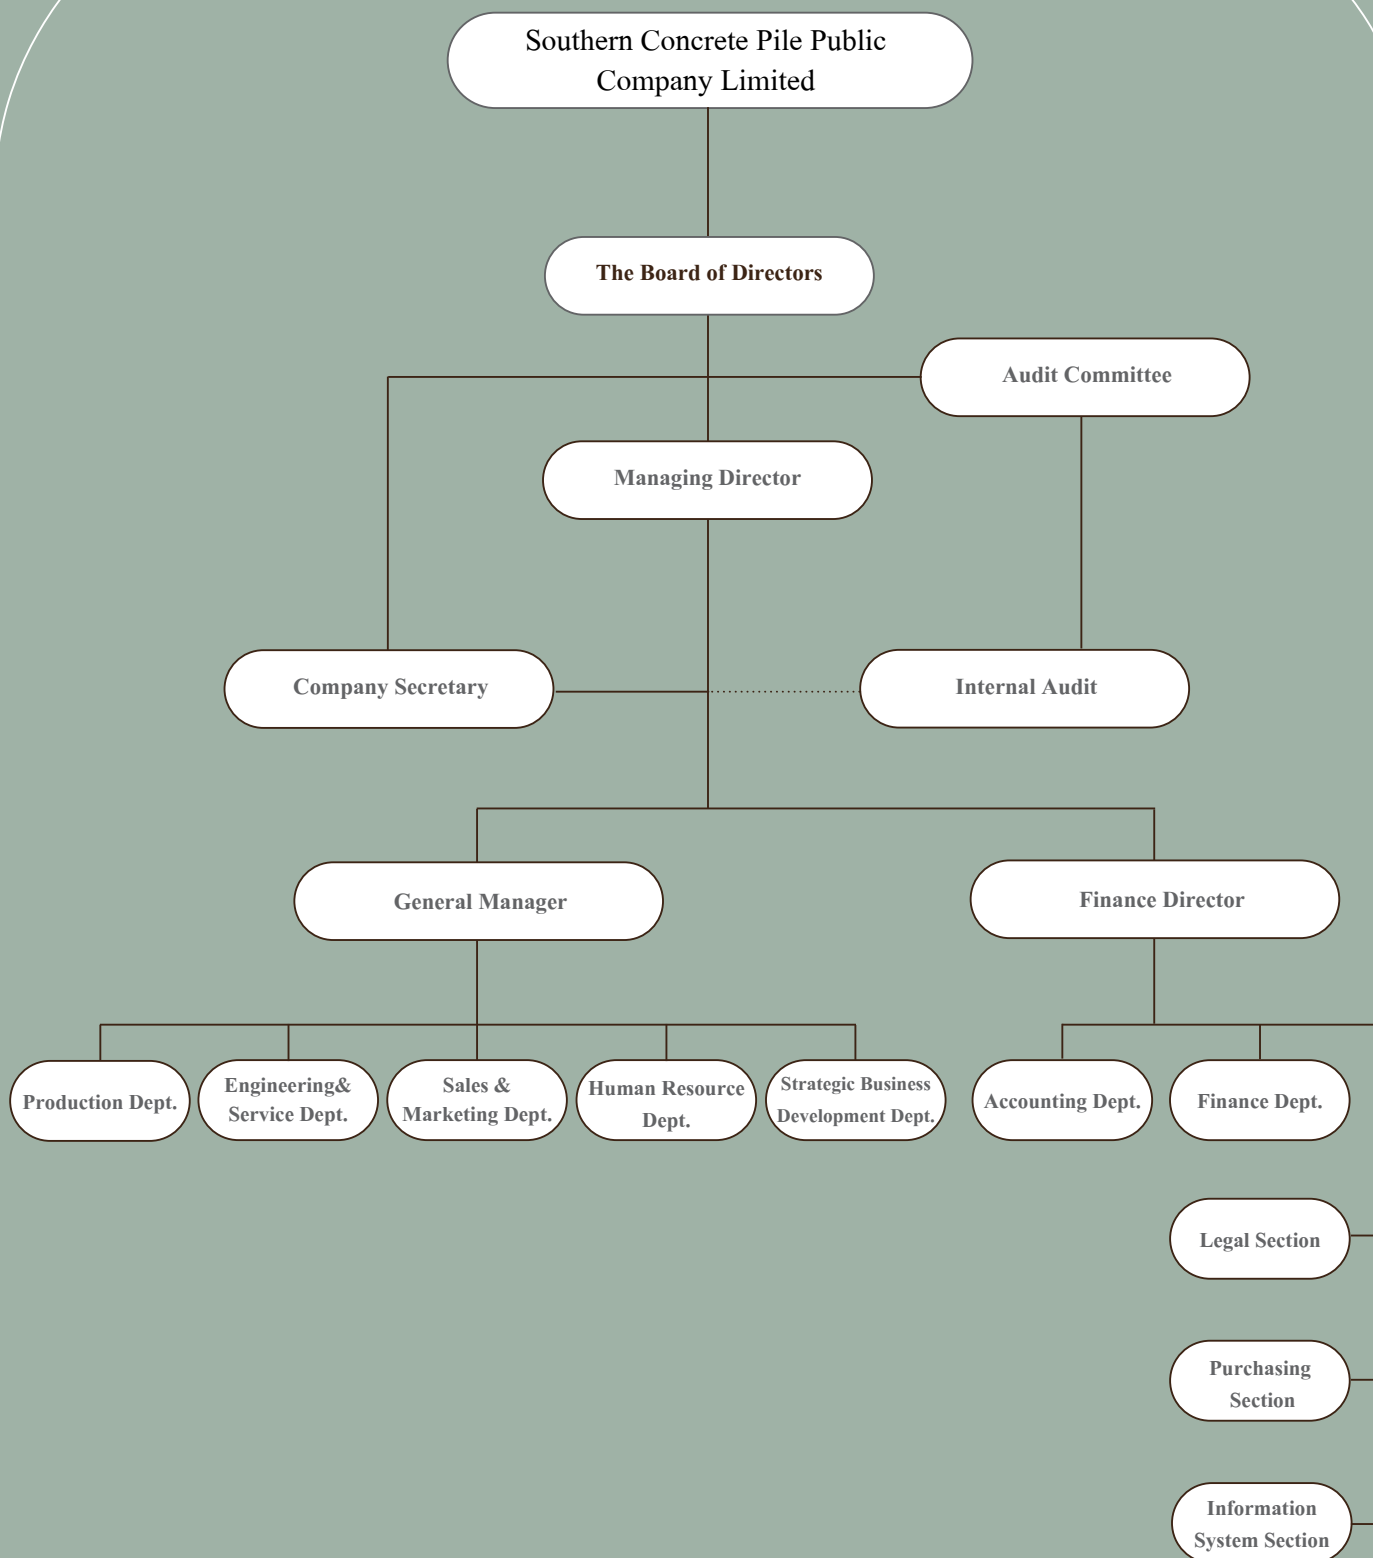 Southern Concrete Pile Public
Company Limited
The Board of Directors
Audit Committee
Managing Director
Company Secretary
Internal Audit
General Manager
Finance Director
Production Dept.
Engineering&
Service Dept.
Sales &
Marketing Dept.
Human Resource
Dept.
Strategic Business
Development Dept.
Accounting Dept.
Finance Dept.
Legal Section
Purchasing
Section
Information
System Section